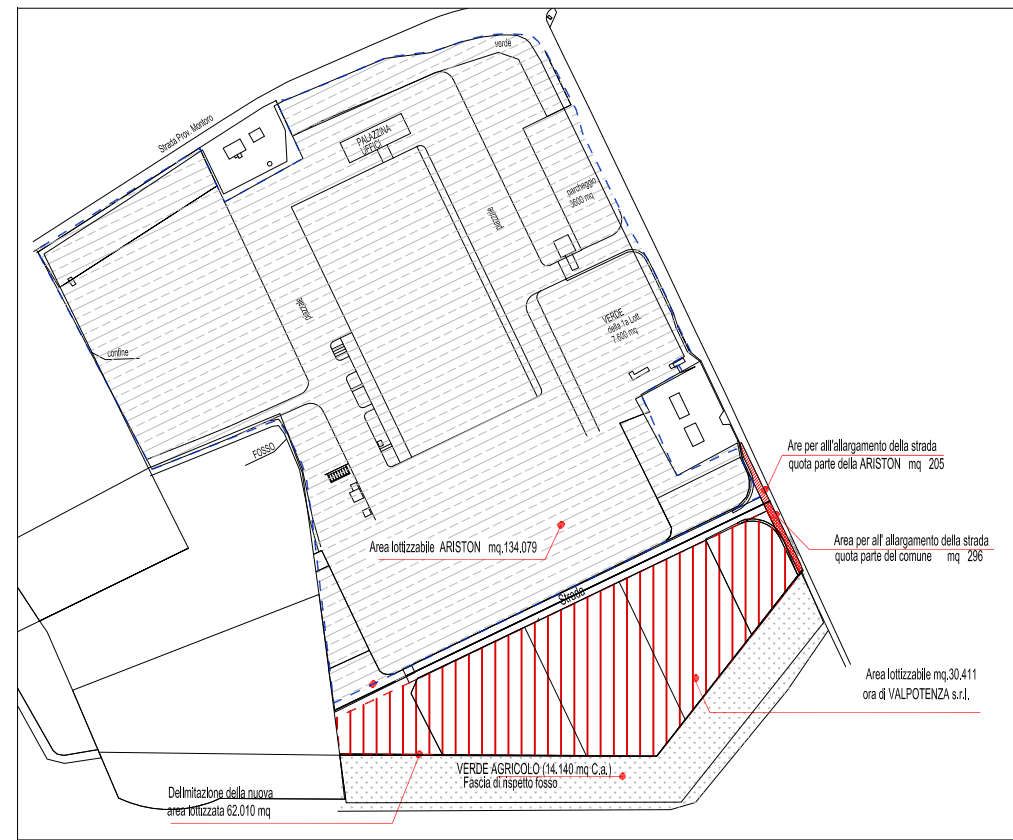 verde
Strada Prov. Montoro
PALAZZINA
UFFICI
parcheggio
3600 mq
piazzale
piazzale
VERDE
della 1a Lott.
7.600 mq
confine
FOSSO
Are per alll'allargamento della strada
quota parte della ARISTON mq 205
Area lottizzabile ARISTON mq.134.079
Area per all' allargamento della strada
quota parte del comune mq 296
Strada
Area lottizzabile mq.30.411
ora di VALPOTENZA s.r.l.
VERDE AGRICOLO (14.140 mq C.a.)
Fascia di rispetto fosso
Delimitazione della nuova
area lottizzata 62.010 mq